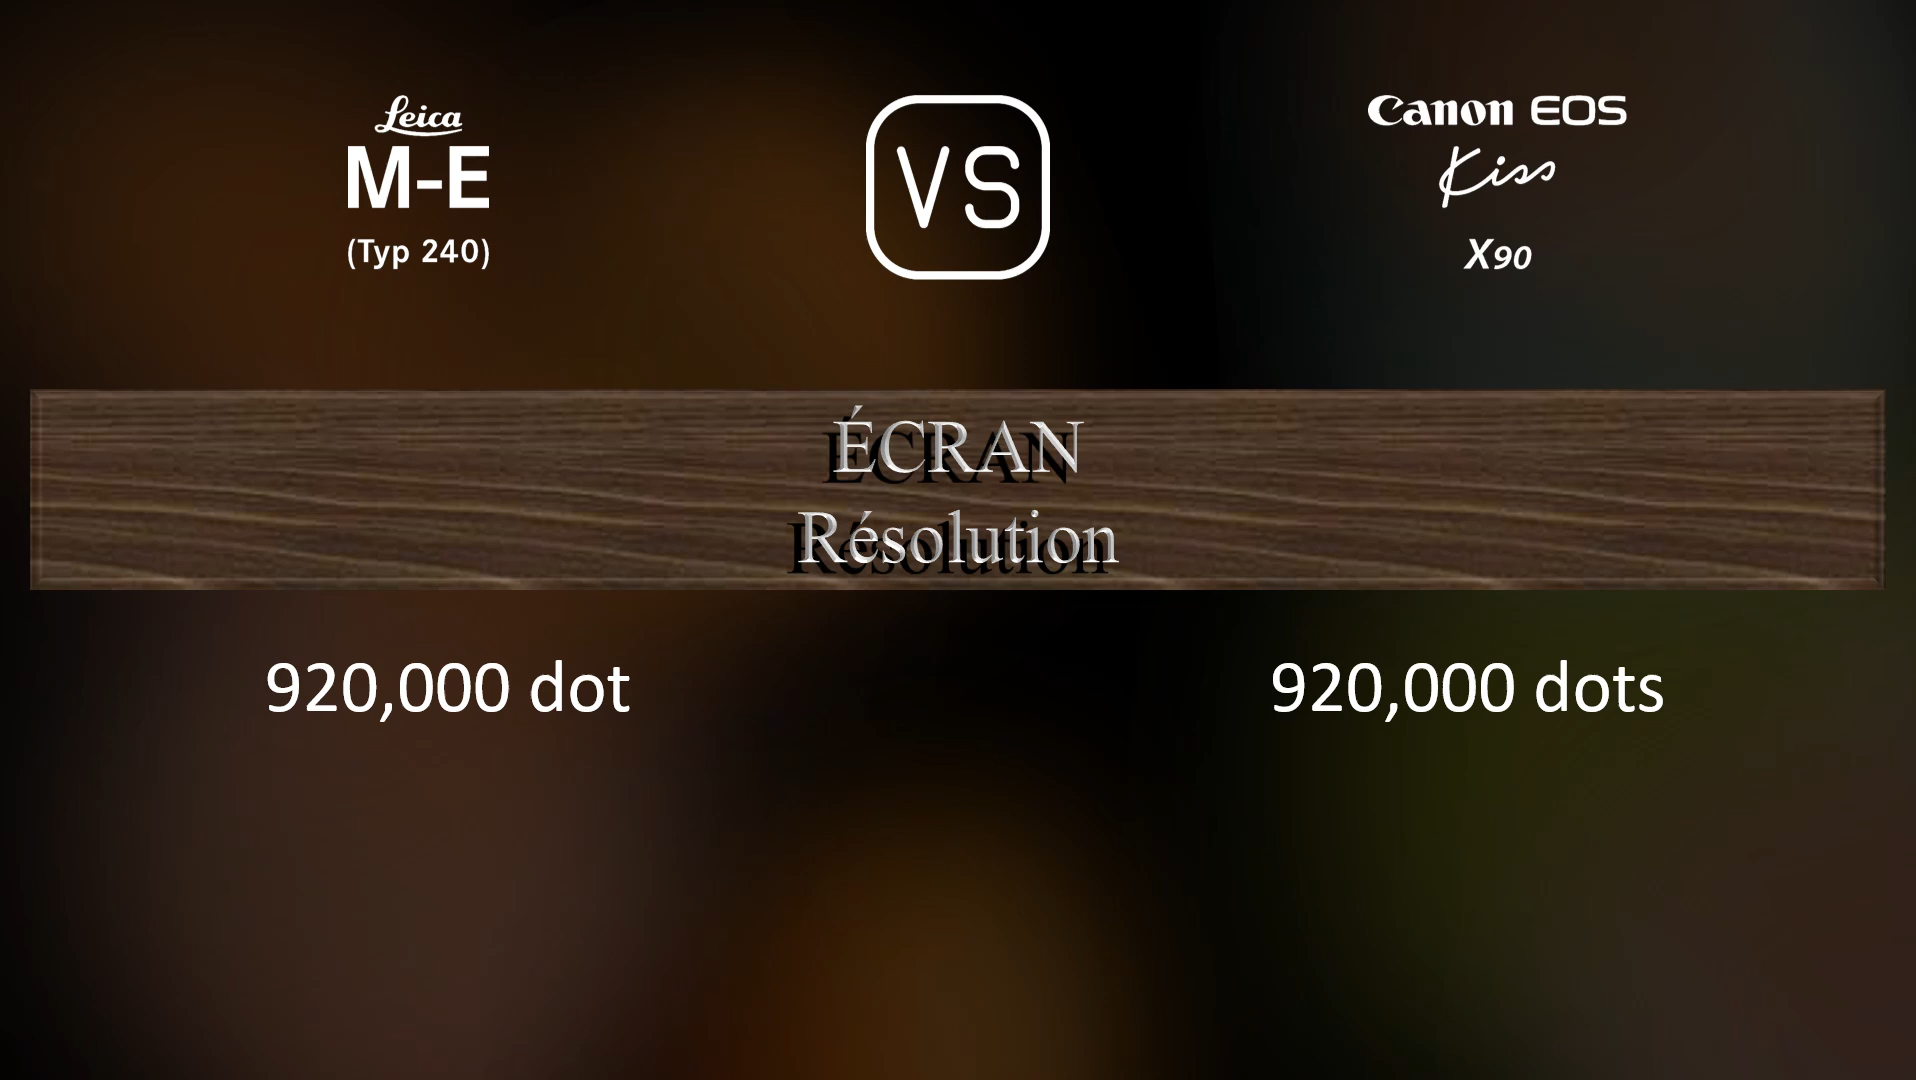 Leica
M-E
(Typ 240)
VS
Canon EOS
Kiss
X90
ÉCRAN
Résolution
920,000 dot
920,000 dots